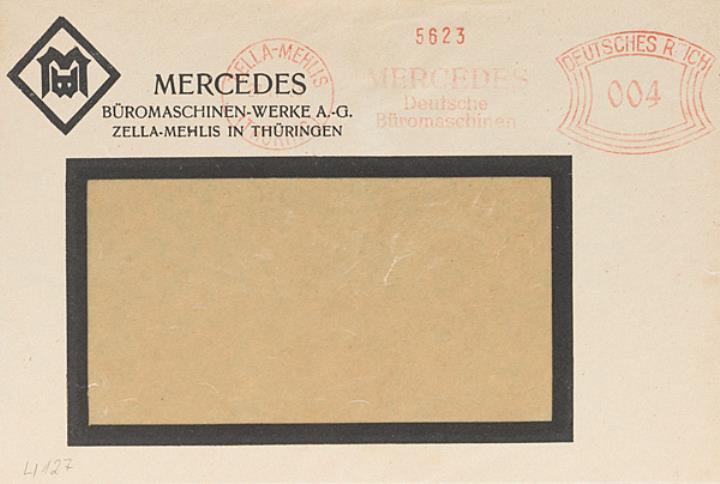 MERCEDES
BÜROMASCHINEN-WERKE A.-G.
ZELLA-MEHLIS IN THÜRINGEN
ZELLA-MEHLIS
5623
MERCEDES
Deutsche
Büromaschinen
DEUTSCHES REICH
004
4127